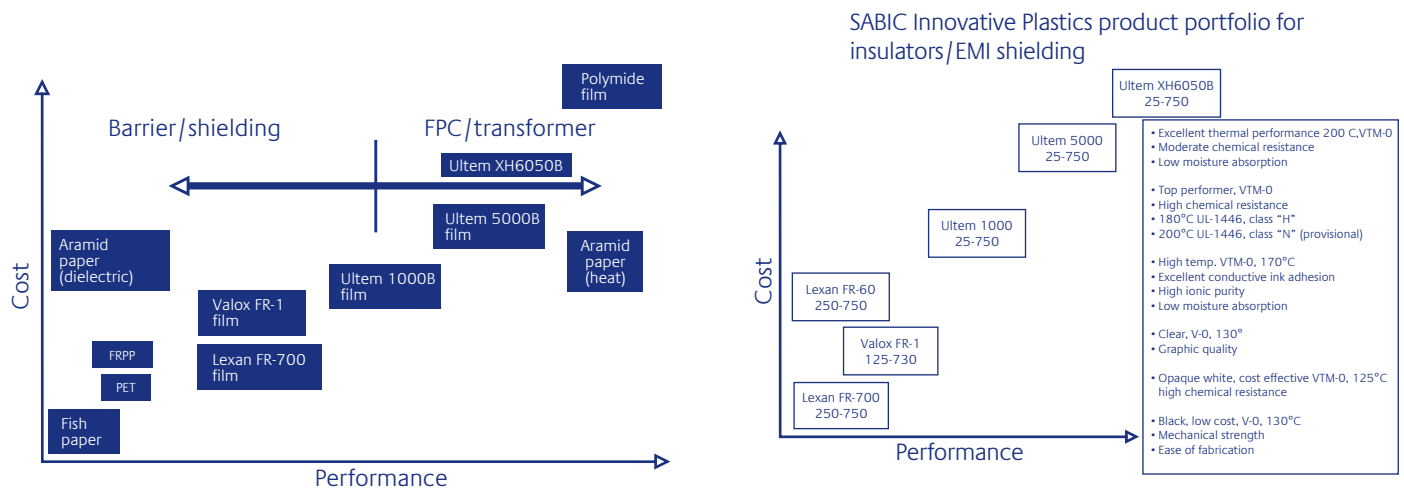 Polymide
film
Barrier/shielding
FPC/transformer
Ultem XH6050B
Ultem 5000B
film
Aramid
paper
(dielectric)
Aramid
paper
(heat)
Ultem 1000B
film
Valox FR-1
film
Lexan FR-700
film
FRPP
PET
Fish
paper
Cost
Performance
SABIC Innovative Plastics product portfolio for
insulators/EMI shielding
Ultem XH6050B
25-750
Ultem 5000
25-750
Ultem 1000
25-750
Lexan FR-60
250-750
Valox FR-1
125-730
Lexan FR-700
250-750
Cost
Performance
• Excellent thermal performance 200 C,VTM-0
• Moderate chemical resistance
• Low moisture absorption
• Top performer, VTM-0
• High chemical resistance
• 180°C UL-1446, class “H”
• 200°C UL-1446, class “N” (provisional)
• High temp. VTM-0, 170°C
• Excellent conductive ink adhesion
• High ionic purity
• Low moisture absorption
• Clear, V-0, 130°
• Graphic quality
• Opaque white, cost effective VTM-0, 125°C
high chemical resistance
• Black, low cost, V-0, 130°C
• Mechanical strength
• Ease of fabrication